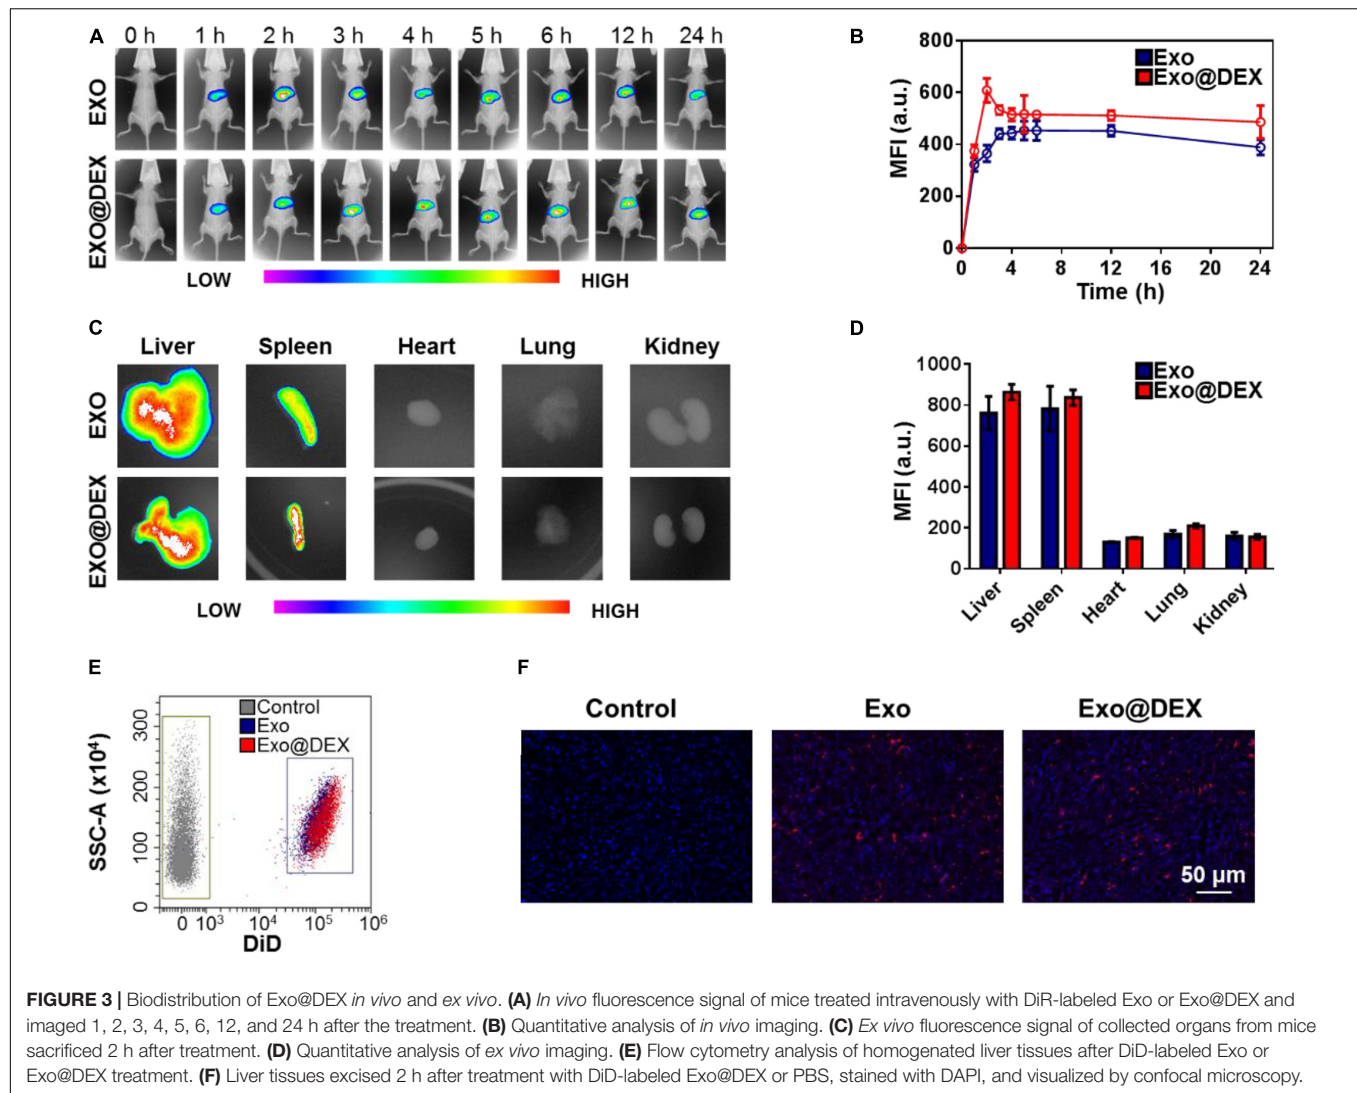 A
0 h 1 h 2 h 3 h 4 h 5 h 6 h 12 h 24 h
EXO
EXO@DEX
LOW HIGH
B
800
600
400
200
0
MFI (a.u.)
Exo
Exo@DEX
0 4 8 12 16 20 24
Time (h)
C
Liver Spleen Heart Lung Kidney
EXO
EXO@DEX
LOW HIGH
D
1000
800
600
400
200
0
MFI (a.u.)
Exo
Exo@DEX
Liver Spleen Heart Lung Kidney
E
SSC-A (x10⁴)
300
200
100
0
Control
Exo
Exo@DEX
0 10³ 10⁴ 10⁵ 10⁶
DiD
F
Control Exo Exo@DEX
50 μm
FIGURE 3 | Biodistribution of Exo@DEX in vivo and ex vivo. (A) In vivo fluorescence signal of mice treated intravenously with DiR-labeled Exo or Exo@DEX and
imaged 1, 2, 3, 4, 5, 6, 12, and 24 h after the treatment. (B) Quantitative analysis of in vivo imaging. (C) Ex vivo fluorescence signal of collected organs from mice
sacrificed 2 h after treatment. (D) Quantitative analysis of ex vivo imaging. (E) Flow cytometry analysis of homogenated liver tissues after DiD-labeled Exo or
Exo@DEX treatment. (F) Liver tissues excised 2 h after treatment with DiD-labeled Exo@DEX or PBS, stained with DAPI, and visualized by confocal microscopy.